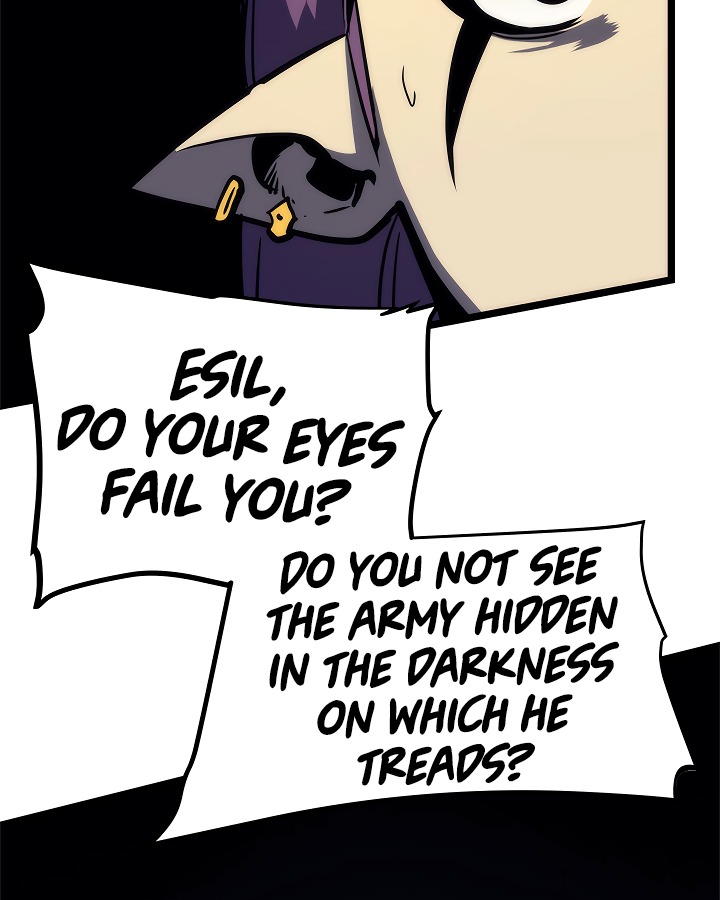 ESIL,
DO YOUR EYES
FAIL YOU?
DO YOU NOT SEE
THE ARMY HIDDEN
IN THE DARKNESS
ON WHICH HE
TREADS?